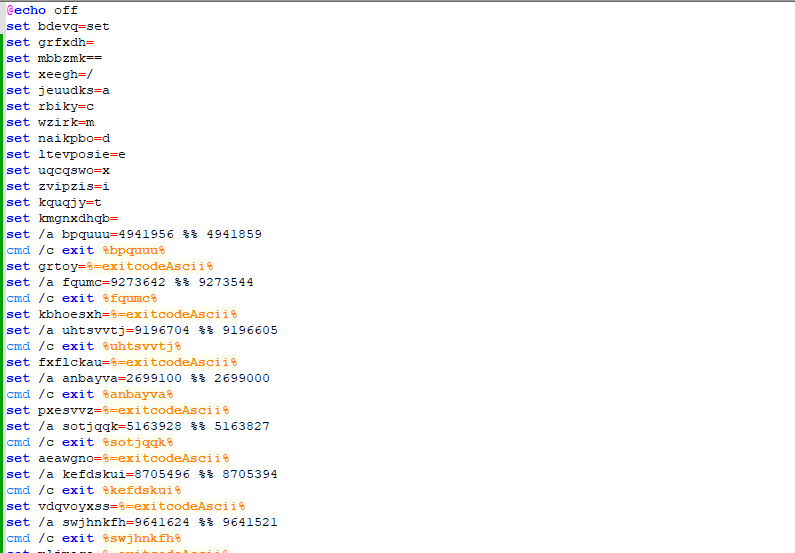 @echo off
set bdevq=set
set grfxdh=
set mbbzmk==
set xeegh=/
set jeuudks=a
set rbiky=c
set wzirk=m
set naikpbo=d
set ltevposie=e
set uqcqswo=x
set zvipzis=i
set kquqjy=t
set kmgnxdhqb=
set /a bpquuu=4941956 %% 4941859
cmd /c exit %bpquuu%
set grtoy=%=exitcodeAscii%
set /a fqumc=9273642 %% 9273544
cmd /c exit %fqumc%
set kbhoesxh=%=exitcodeAscii%
set /a uhtsvvtj=9196704 %% 9196605
cmd /c exit %uhtsvvtj%
set fxflckau=%=exitcodeAscii%
set /a anbayva=2699100 %% 2699000
cmd /c exit %anbayva%
set pxesvvz=%=exitcodeAscii%
set /a sotjqqk=5163928 %% 5163827
cmd /c exit %sotjqqk%
set aeawgno=%=exitcodeAscii%
set /a kefdskui=8705496 %% 8705394
cmd /c exit %kefdskui%
set vdqvoyxss=%=exitcodeAscii%
set /a swjhnkfh=9641624 %% 9641521
cmd /c exit %swjhnkfh%